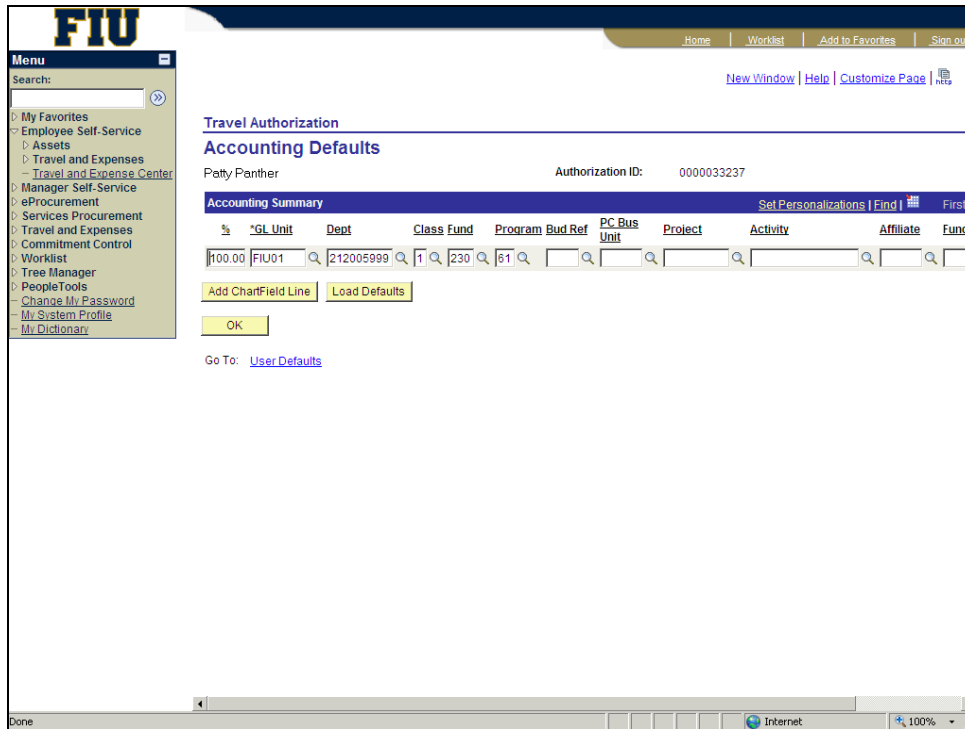 FIU
Home | Worklist | Add to Favorites | Sign ou
Menu
Search:
New Window | Help | Customize Page | http
My Favorites
Employee Self-Service
Assets
Travel and Expenses
Travel and Expense Center
Manager Self-Service
eProcurement
Services Procurement
Travel and Expenses
Commitment Control
Worklist
Tree Manager
PeopleTools
Change My Password
My System Profile
My Dictionary
Travel Authorization
Accounting Defaults
Patty Panther Authorization ID: 0000033237
Accounting Summary Set Personalizations | Find | First
% *GL Unit Dept Class Fund Program Bud Ref PC Bus Unit Project Activity Affiliate Fund
100.00 FIU01 212005999 1 230 61
Add ChartField Line Load Defaults
OK
Go To: User Defaults
Done Internet 100%